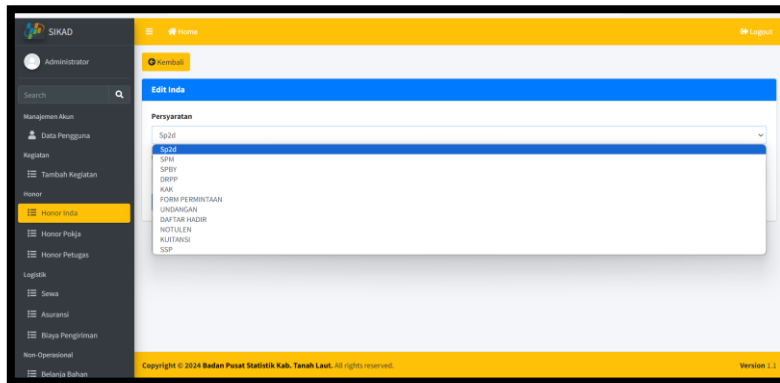 SIKAD
Home
Logout
Administrator
Kembali
Search
Edit Inda
Manajemen Akun
Data Pengguna
Kegiatan
Tambah Kegiatan
Honor
Honor Inda
Honor Pokja
Honor Petugas
Logistik
Sewa
Asuransi
Biaya Pengiriman
Non-Operasional
Belanja Bahan
Persyaratan
Sp2d
Sp2d
SPM
SPBY
DRPP
KAK
FORM PERMINTAAN
UNDANGAN
DAFTAR HADIR
NOTULEN
KUITANSI
SSP
Copyright © 2024 Badan Pusat Statistik Kab. Tanah Laut. All rights reserved.
Version 1.1